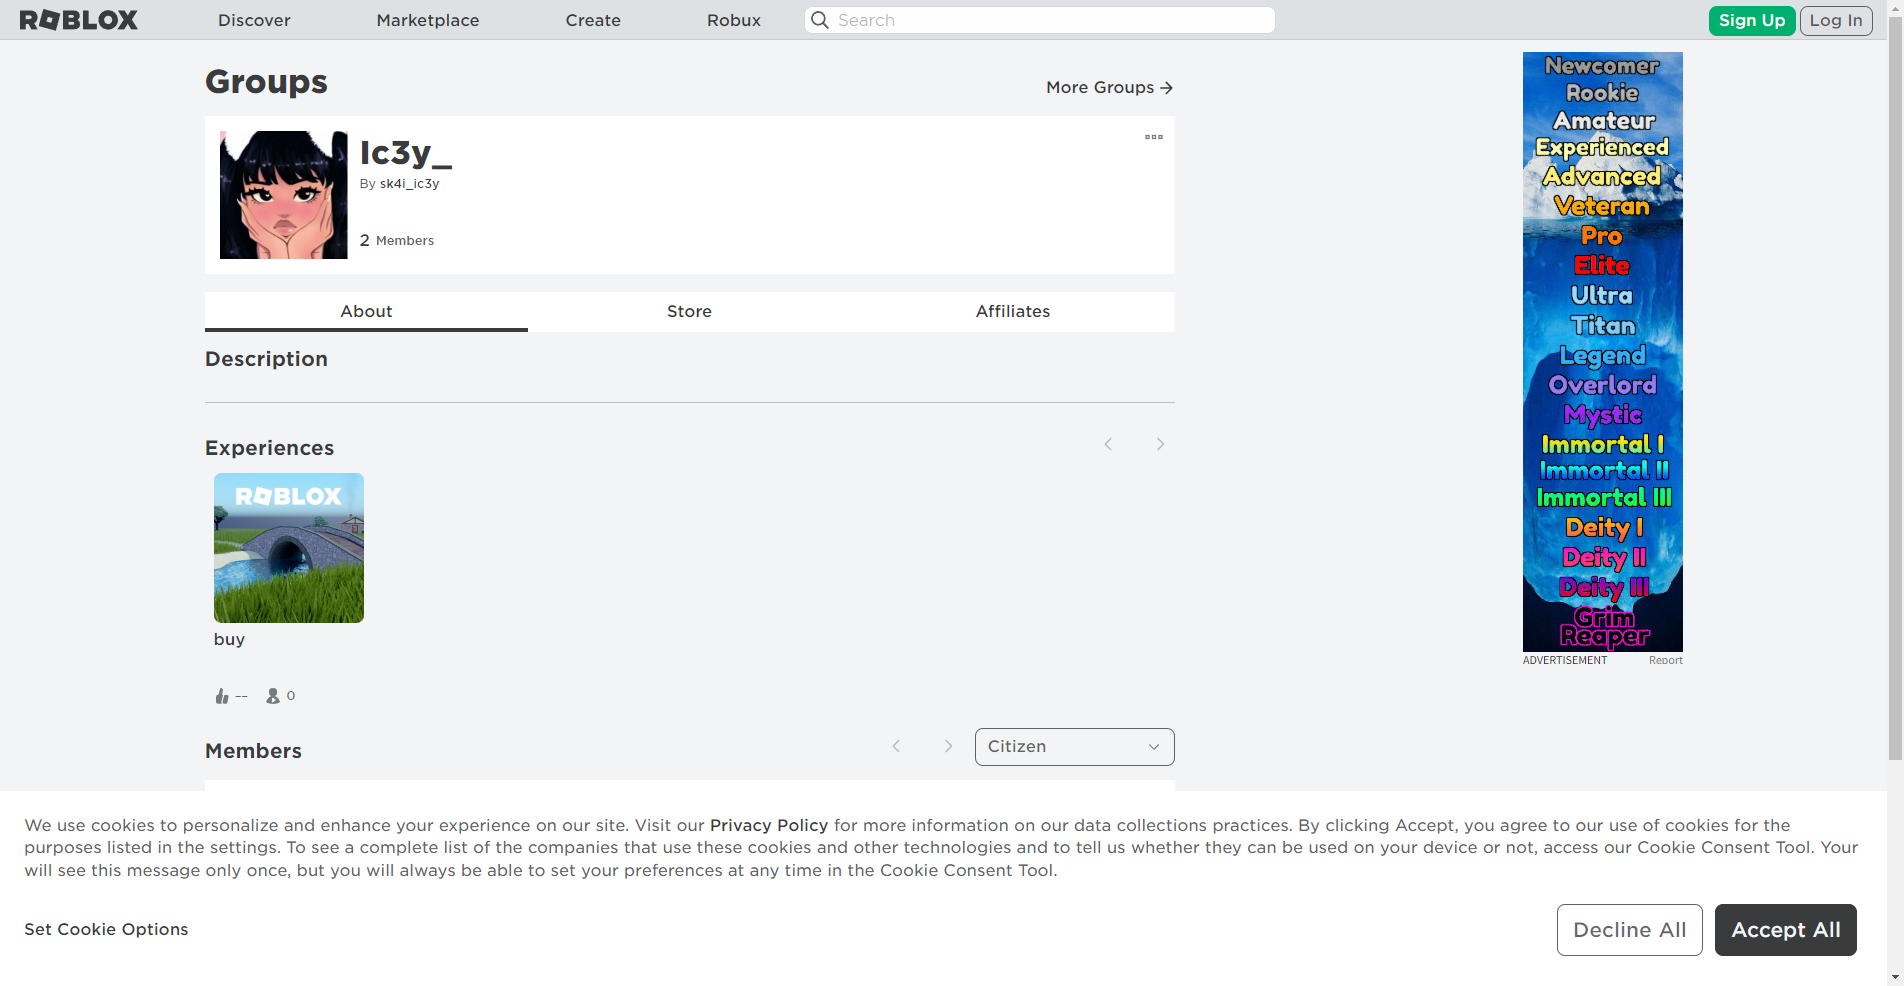 ROBLOX
Discover
Marketplace
Create
Robux
Search
Sign Up
Log In
Groups
More Groups
Ic3y_
By sk4i_ic3y
2 Members
About
Store
Affiliates
Description
Experiences
ROBLOX
buy
--
0
Members
Citizen
Newcomer
Rookie
Amateur
Experienced
Advanced
Veteran
Pro
Elite
Ultra
Titan
Legend
Overlord
Mystic
Immortal I
Immortal II
Immortal III
Deity I
Deity II
Deity III
Grim
Reaper
ADVERTISEMENT
Report
We use cookies to personalize and enhance your experience on our site. Visit our Privacy Policy for more information on our data collections practices. By clicking Accept, you agree to our use of cookies for the
purposes listed in the settings. To see a complete list of the companies that use these cookies and other technologies and to tell us whether they can be used on your device or not, access our Cookie Consent Tool. Your
will see this message only once, but you will always be able to set your preferences at any time in the Cookie Consent Tool.
Set Cookie Options
Decline All
Accept All